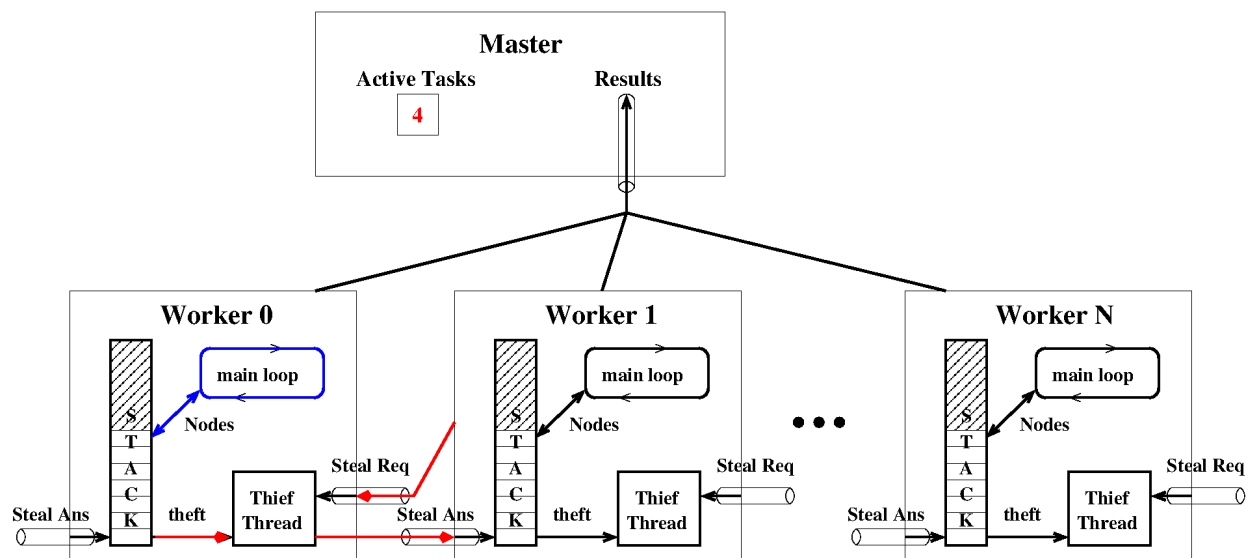 Master
Active Tasks
Results
4
Worker 0
Worker 1
Worker N
main loop
main loop
main loop
Nodes
Nodes
Nodes
S
T
A
C
K
S
T
A
C
K
S
T
A
C
K
Steal Req
Steal Req
Steal Req
Thief
Thread
Thief
Thread
Thief
Thread
Steal Ans
theft
Steal Ans
theft
Steal Ans
theft